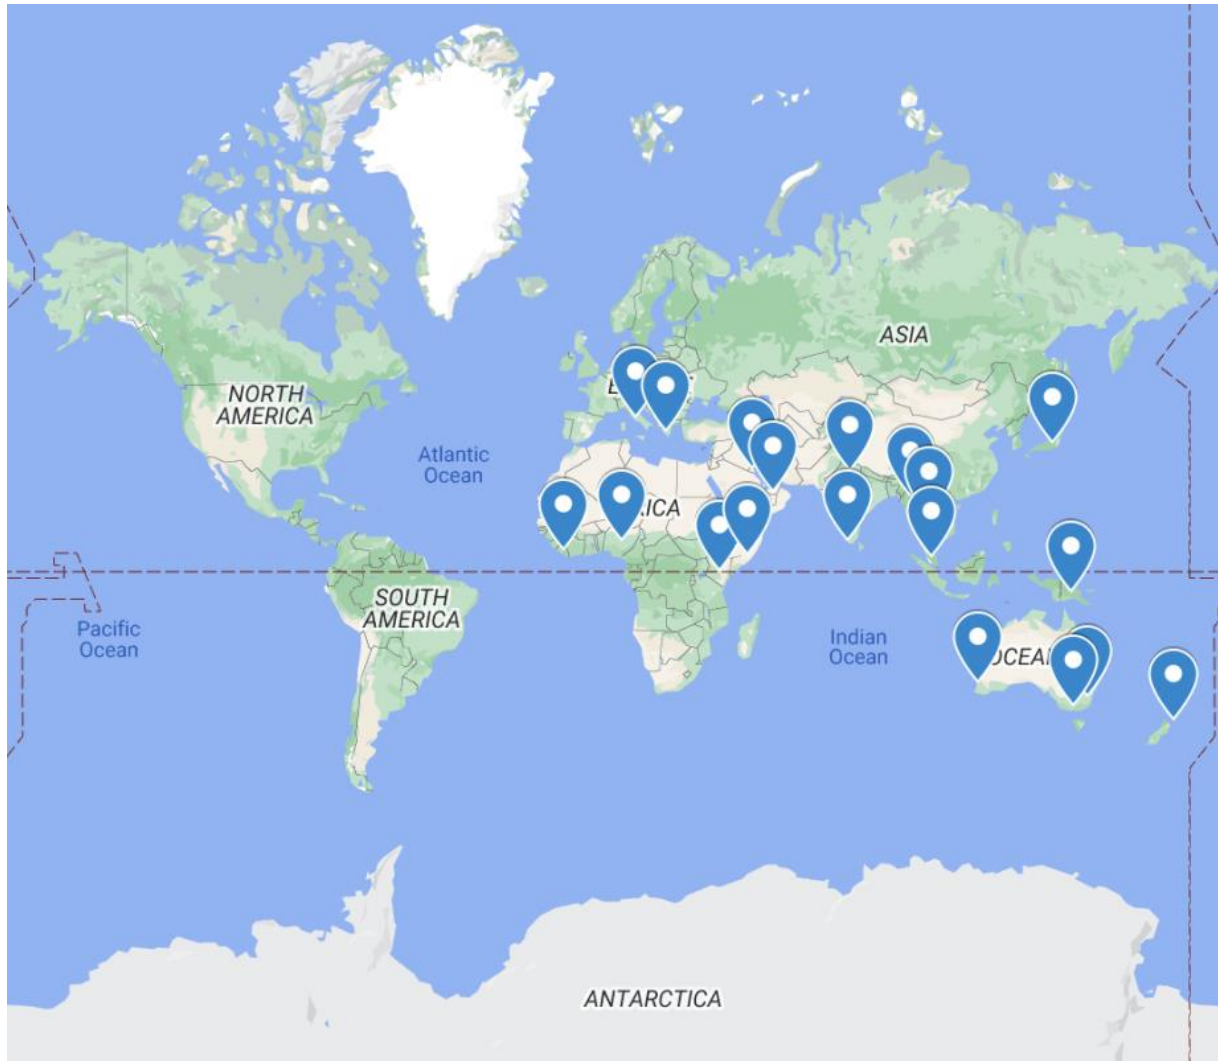 ASIA
NORTH
AMERICA
Atlantic
Ocean
SOUTH
AMERICA
Pacific
Ocean
Indian
Ocean
ANTARCTICA